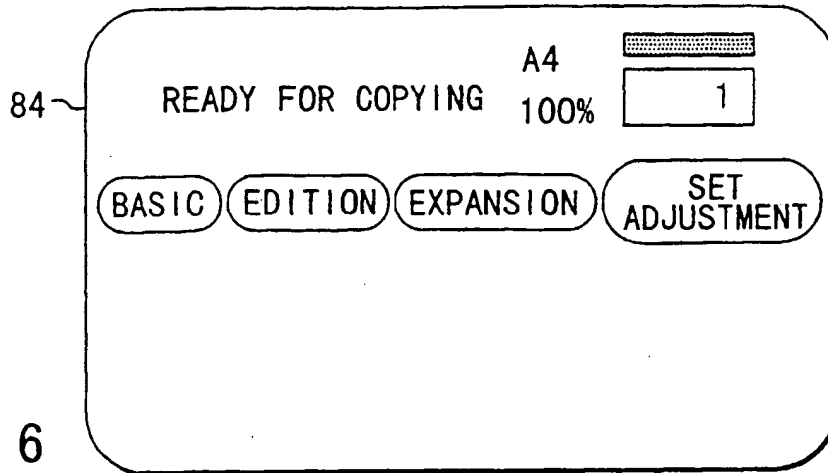 A4
84 READY FOR COPYING 100% 1
BASIC EDITION EXPANSION SET ADJUSTMENT
6